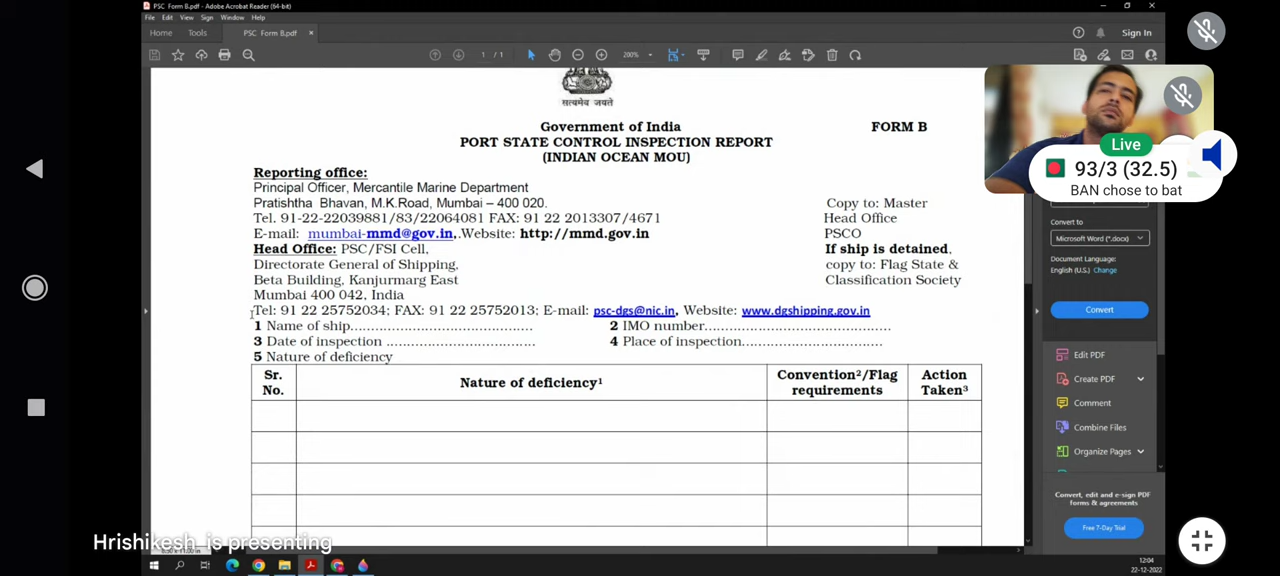 PSC Form B.pdf - Adobe Acrobat Reader (64-bit)
File Edit View Sign Window Help
Home Tools PSC Form B.pdf × Sign In
1 / 1 200%
सत्यमेव जयते
Government of India FORM B
PORT STATE CONTROL INSPECTION REPORT
(INDIAN OCEAN MOU)
Reporting office:
Principal Officer, Mercantile Marine Department
Pratishtha Bhavan, M.K.Road, Mumbai – 400 020. Copy to: Master
Tel. 91-22-22039881/83/22064081 FAX: 91 22 2013307/4671 Head Office
E-mail: mumbai-mmd@gov.in,. Website: http://mmd.gov.in PSCO
Head Office: PSC/FSI Cell, If ship is detained,
Directorate General of Shipping, copy to: Flag State &
Beta Building, Kanjurmarg East Classification Society
Mumbai 400 042, India
Tel: 91 22 25752034; FAX: 91 22 25752013; E-mail: psc-dgs@nic.in, Website: www.dgshipping.gov.in
1 Name of ship............................................ 2 IMO number............................................
3 Date of inspection .................................... 4 Place of inspection...................................
5 Nature of deficiency
Sr. No. Nature of deficiency¹ Convention²/Flag requirements Action Taken³
Live
93/3 (32.5)
BAN chose to bat
Convert to
Microsoft Word (*.docx)
Document Language:
English (U.S.) Change
Convert
Edit PDF
Create PDF
Comment
Combine Files
Organize Pages
Convert, edit and e-sign PDF
forms & agreements
Free 7-Day Trial
Hrishikesh is presenting
12:04
22-12-2022